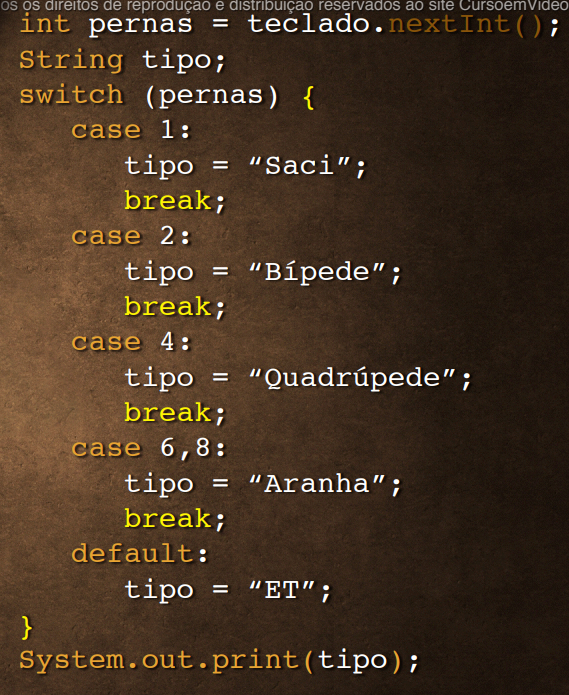 os os direitos de reprodução e distribuição reservados ao site CursoemVideo
int pernas = teclado.nextInt();
String tipo;
switch (pernas) {
case 1:
tipo = “Saci”;
break;
case 2:
tipo = “Bípede”;
break;
case 4:
tipo = “Quadrúpede”;
break;
case 6,8:
tipo = “Aranha”;
break;
default:
tipo = “ET”;
}
System.out.print(tipo);